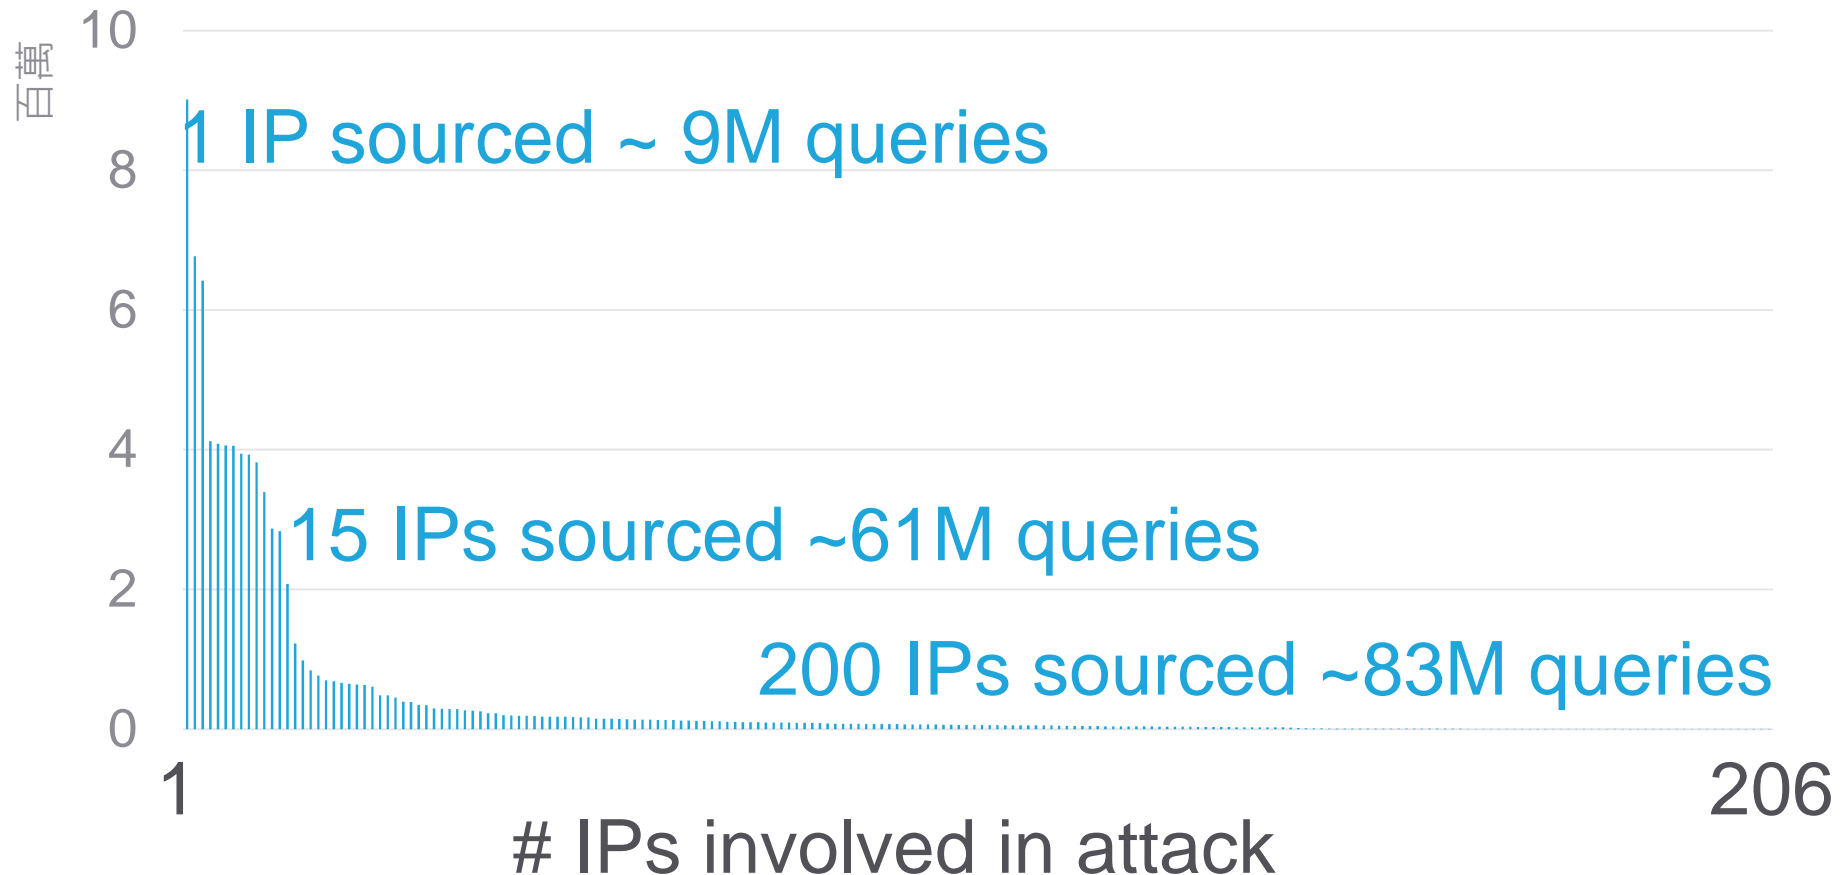 百萬
10
8
6
4
2
0
1 IP sourced ~ 9M queries
15 IPs sourced ~61M queries
200 IPs sourced ~83M queries
1
206
# IPs involved in attack